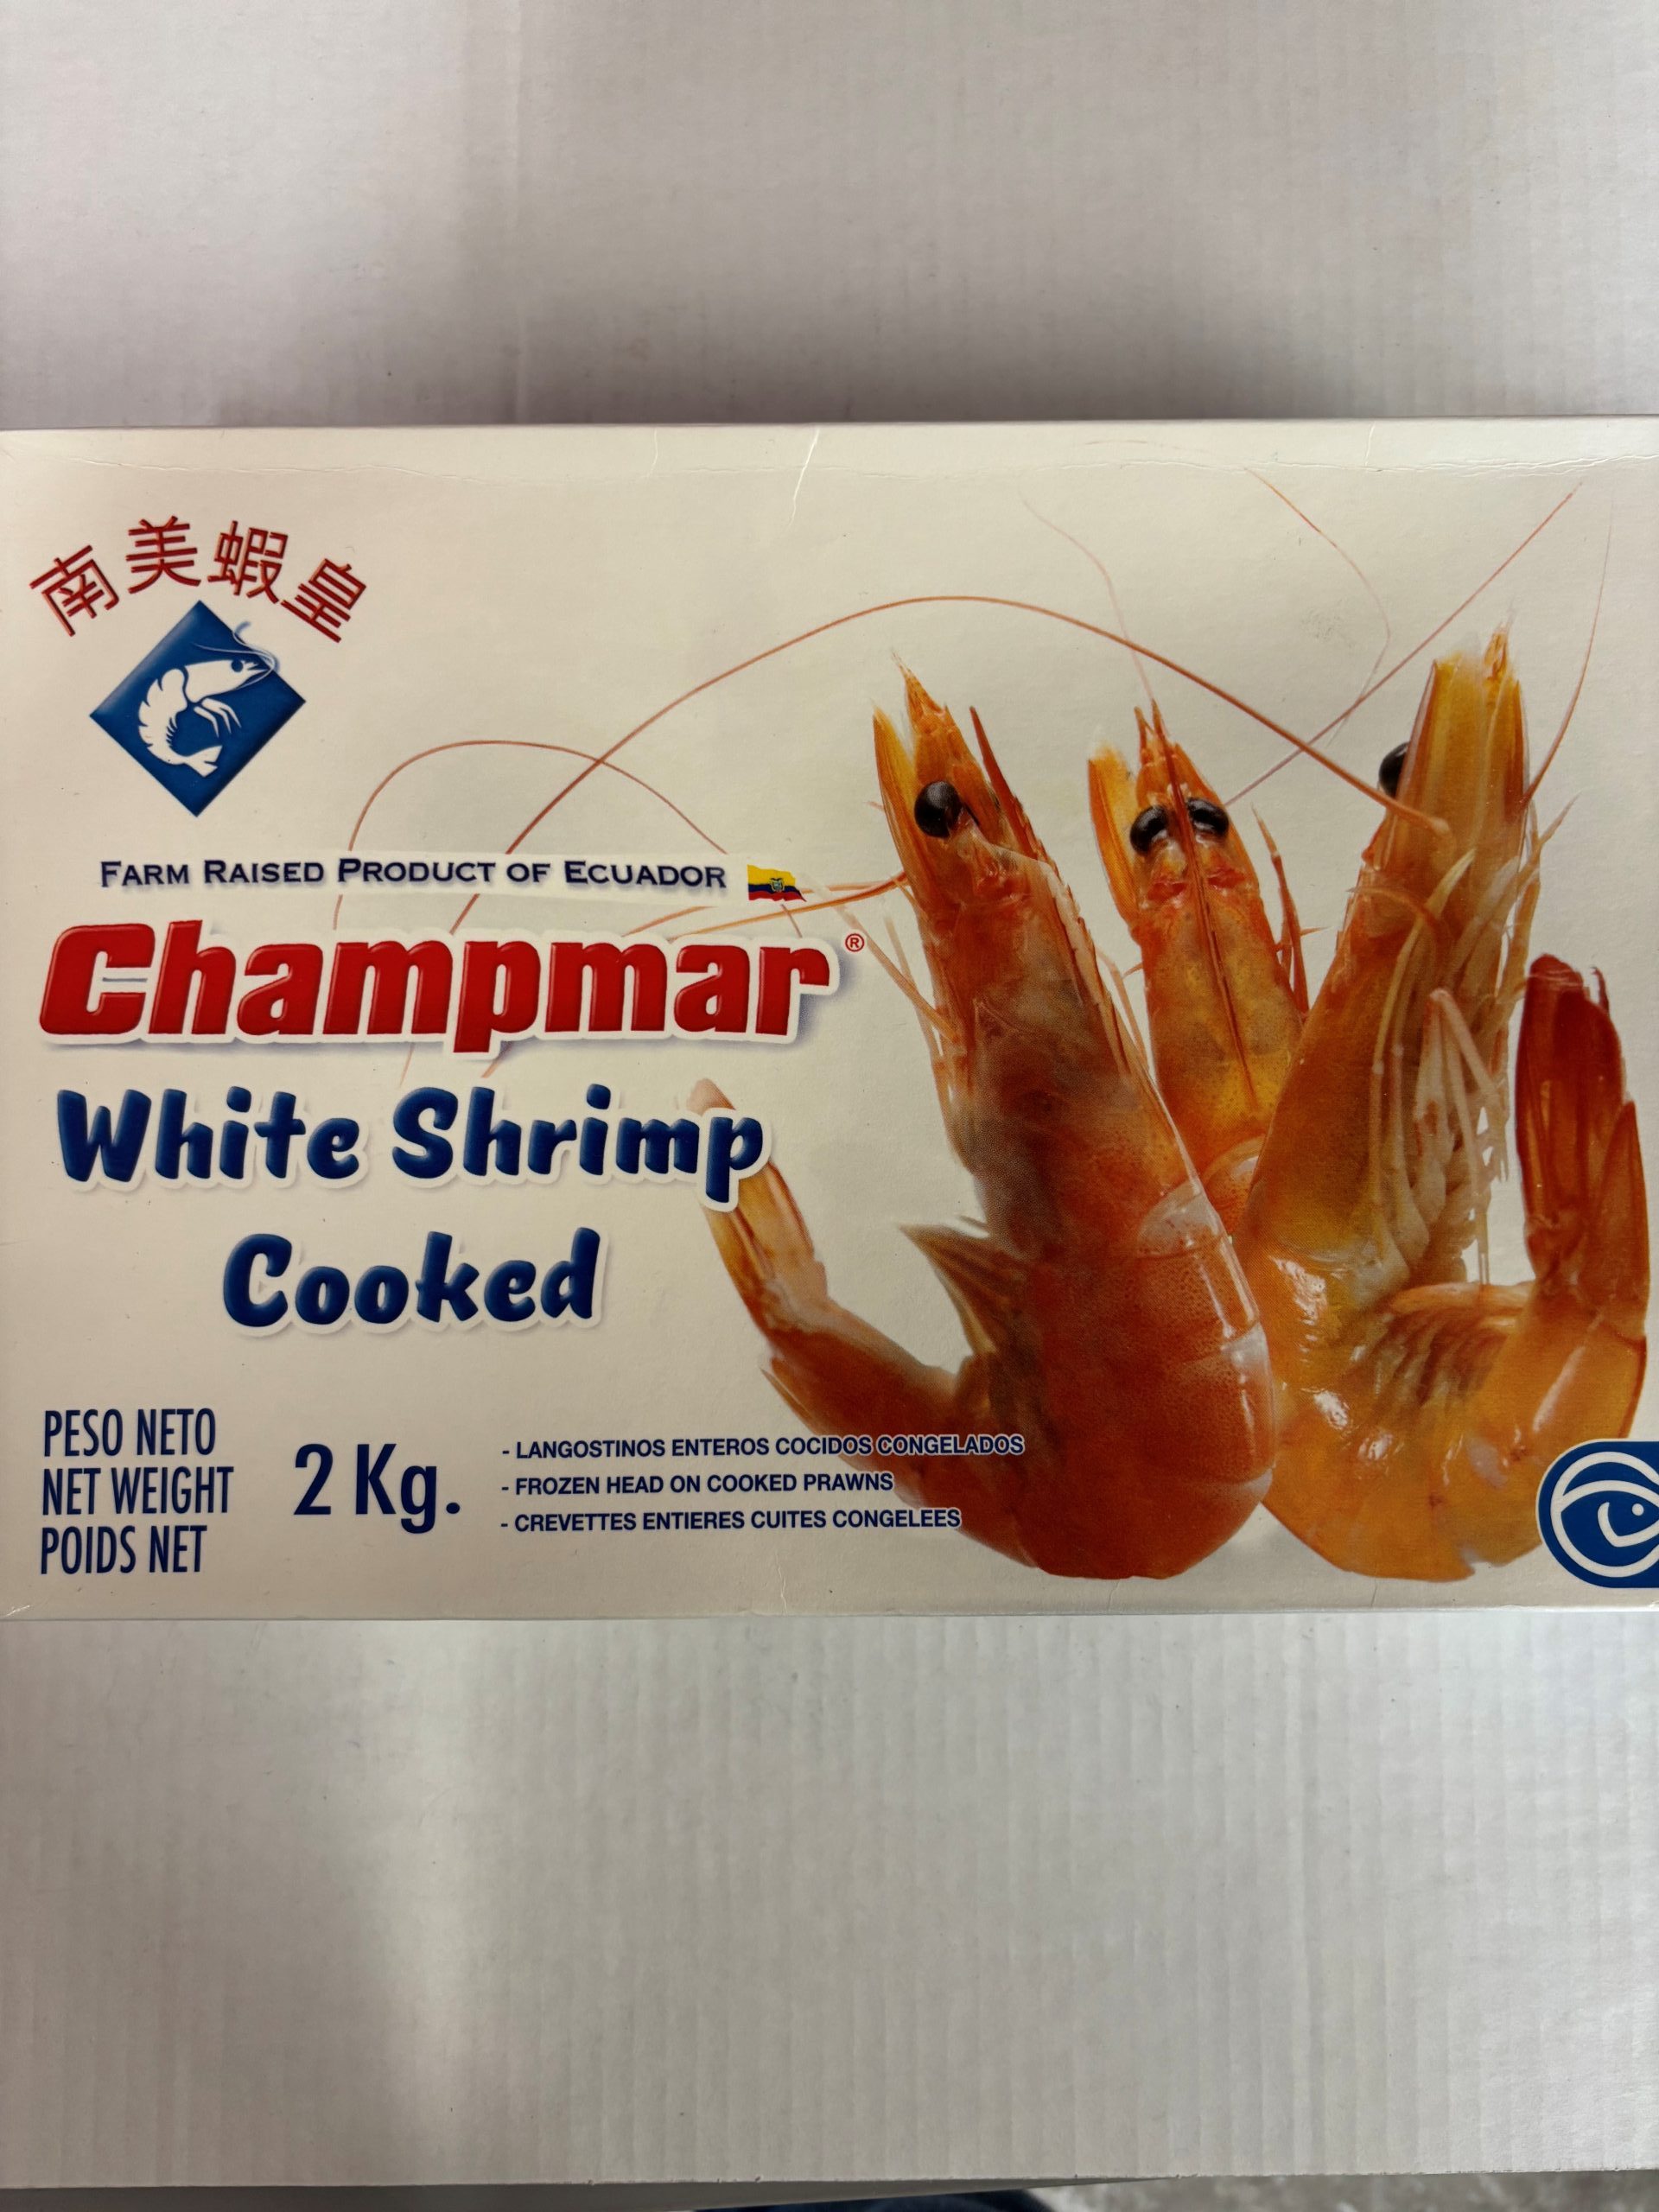 南美蝦皇
FARM RAISED PRODUCT OF ECUADOR
Champmar®
White Shrimp
Cooked
PESO NETO
NET WEIGHT
POIDS NET
2 Kg.
- LANGOSTINOS ENTEROS COCIDOS CONGELADOS
- FROZEN HEAD ON COOKED PRAWNS
- CREVETTES ENTIERES CUITES CONGELEES